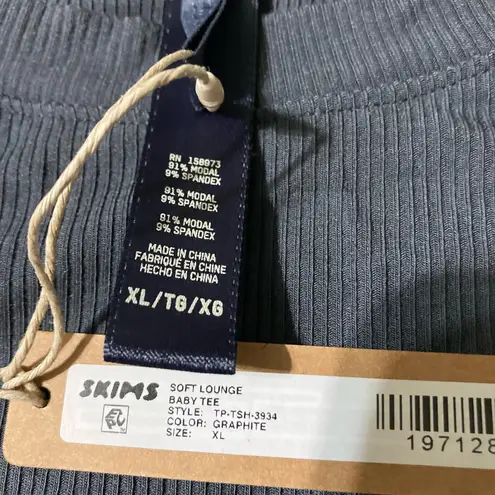 RN 158973
91% MODAL
9% SPANDEX
91% MODAL
9% SPANDEX
91% MODAL
9% SPANDEX
MADE IN CHINA
FABRIQUÉ EN CHINE
HECHO EN CHINA
XL/TG/XG
SKIMS
SOFT LOUNGE
BABY TEE
STYLE: TP-TSH-3934
COLOR: GRAPHITE
SIZE: XL
197128